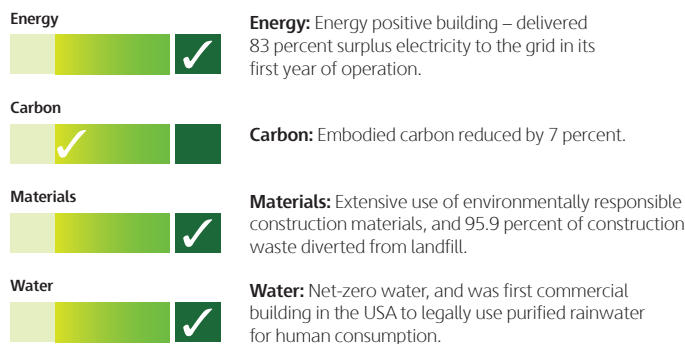 Energy
Energy: Energy positive building – delivered
83 percent surplus electricity to the grid in its
first year of operation.
Carbon
Carbon: Embodied carbon reduced by 7 percent.
Materials
Materials: Extensive use of environmentally responsible
construction materials, and 95.9 percent of construction
waste diverted from landfill.
Water
Water: Net-zero water, and was first commercial
building in the USA to legally use purified rainwater
for human consumption.